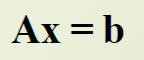 Ax = b